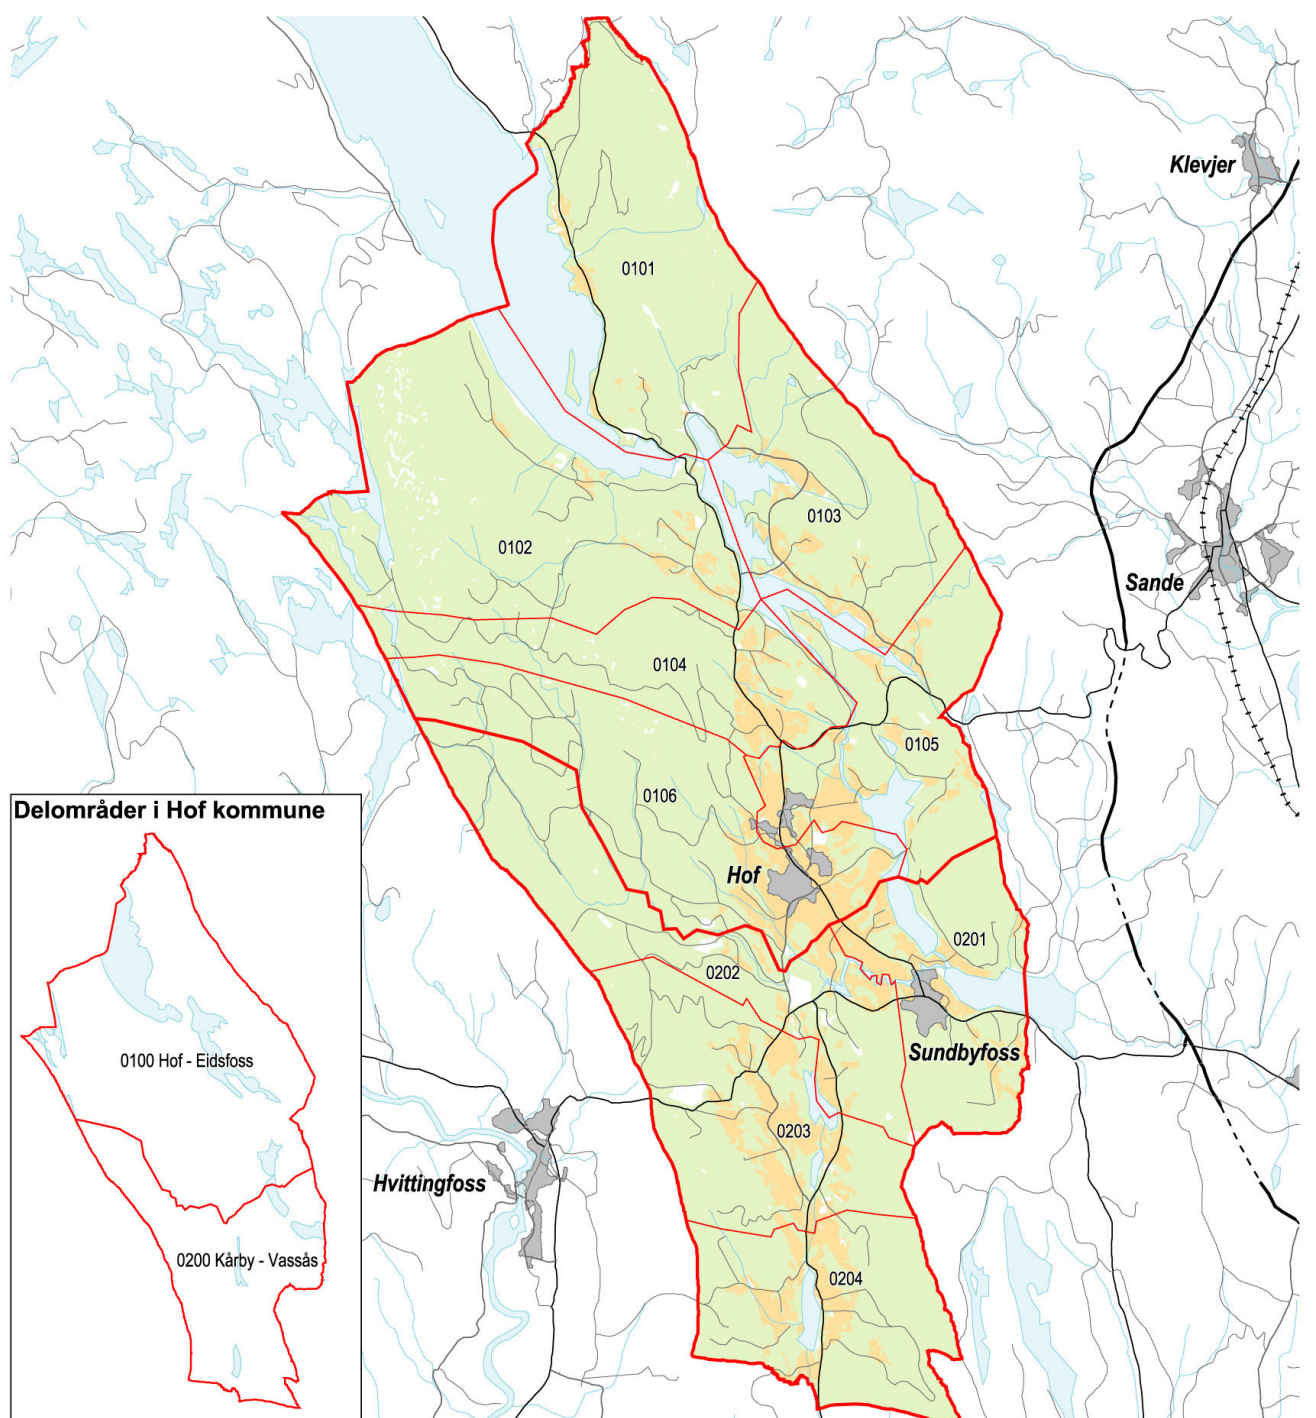 Klevjer
0101
0103
0102
Sande
0104
0105
0106
Delområder i Hof kommune
Hof
0201
0202
Sundbyfoss
0100 Hof - Eidsfoss
0203
Hvittingfoss
0200 Kårby - Vassås
0204